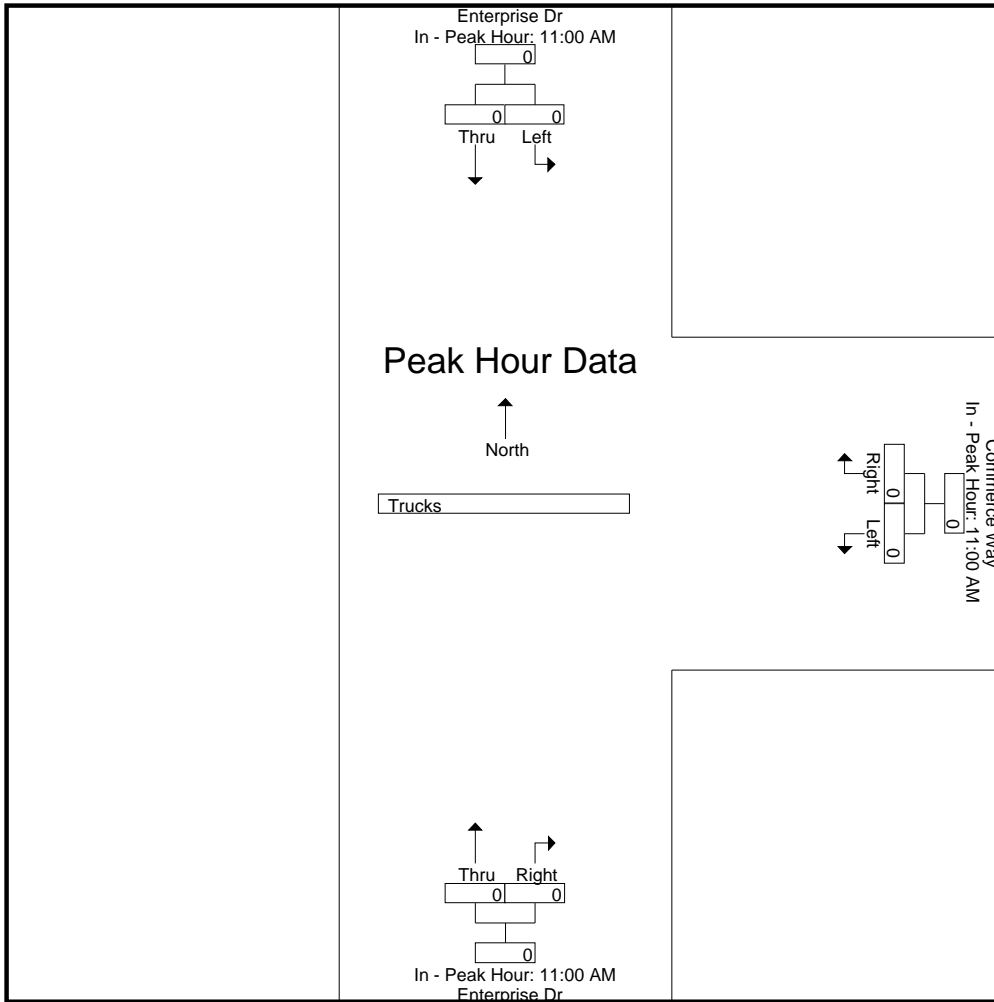 Enterprise Dr
In - Peak Hour: 11:00 AM
0
0 0
Thru Left
Peak Hour Data
North
Trucks
Commerce Way
In - Peak Hour: 11:00 AM
0
0 0
Right Left
Thru Right
0 0
0
In - Peak Hour: 11:00 AM
Enterprise Dr